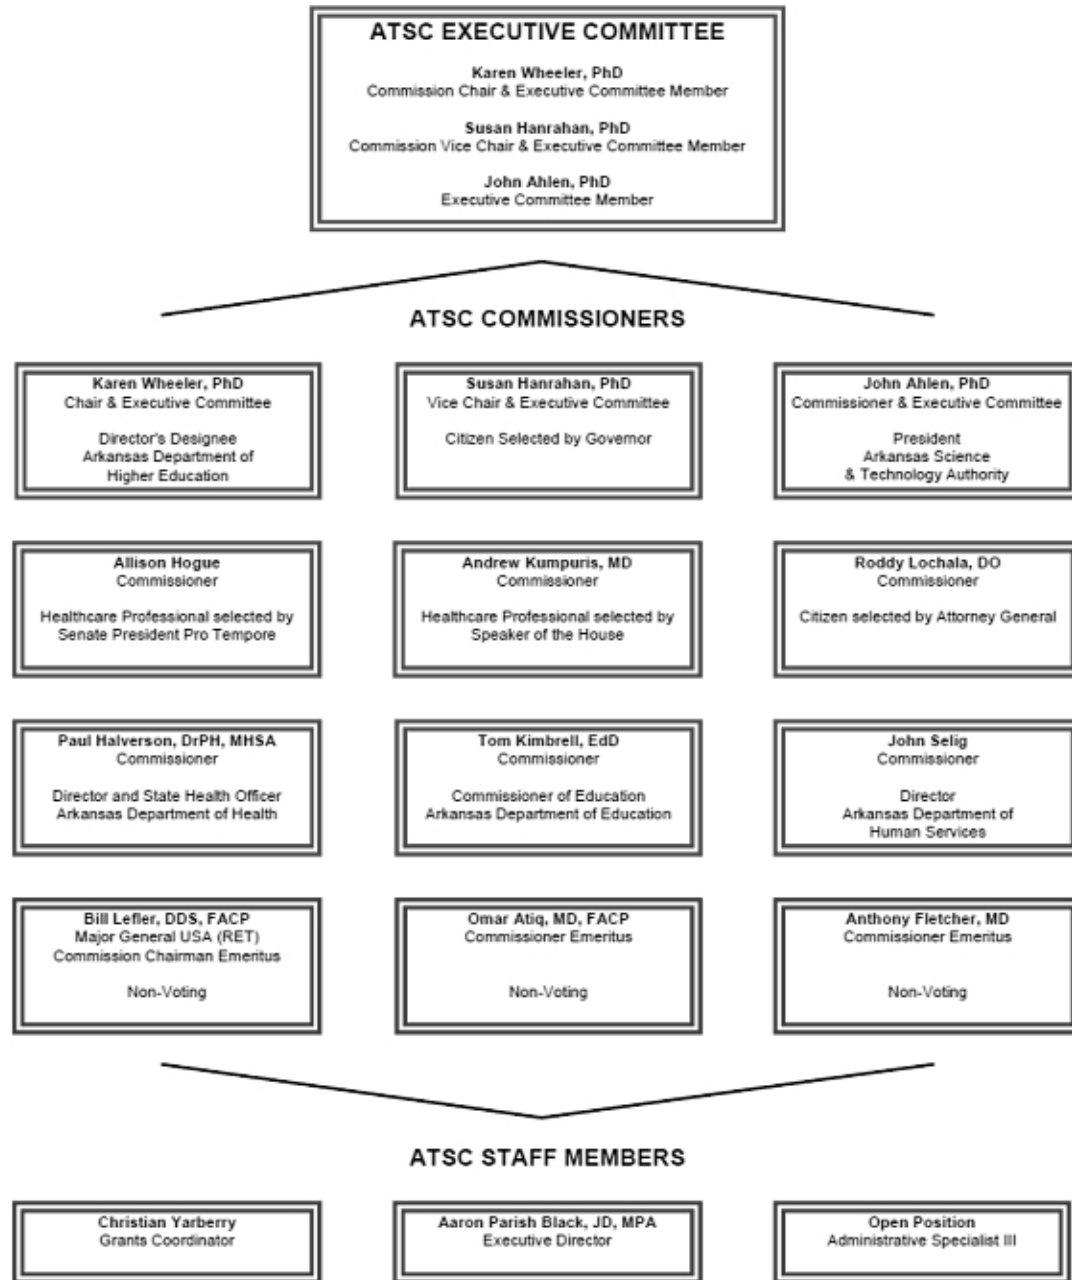 ATSC EXECUTIVE COMMITTEE
Karen Wheeler, PhD
Commission Chair & Executive Committee Member
Susan Hanrahan, PhD
Commission Vice Chair & Executive Committee Member
John Ahlen, PhD
Executive Committee Member
ATSC COMMISSIONERS
Karen Wheeler, PhD
Chair & Executive Committee
Director's Designee
Arkansas Department of
Higher Education
Susan Hanrahan, PhD
Vice Chair & Executive Committee
Citizen Selected by Governor
John Ahlen, PhD
Commissioner & Executive Committee
President
Arkansas Science
& Technology Authority
Allison Hogue
Commissioner
Healthcare Professional selected by
Senate President Pro Tempore
Andrew Kumpuris, MD
Commissioner
Healthcare Professional selected by
Speaker of the House
Roddy Lochala, DO
Commissioner
Citizen selected by Attorney General
Paul Halverson, DrPH, MHSA
Commissioner
Director and State Health Officer
Arkansas Department of Health
Tom Kimbrell, EdD
Commissioner
Commissioner of Education
Arkansas Department of Education
John Selig
Commissioner
Director
Arkansas Department of
Human Services
Bill Lefler, DDS, FACP
Major General USA (RET)
Commission Chairman Emeritus
Non-Voting
Omar Atiq, MD, FACP
Commissioner Emeritus
Non-Voting
Anthony Fletcher, MD
Commissioner Emeritus
Non-Voting
ATSC STAFF MEMBERS
Christian Yarberry
Grants Coordinator
Aaron Parish Black, JD, MPA
Executive Director
Open Position
Administrative Specialist III